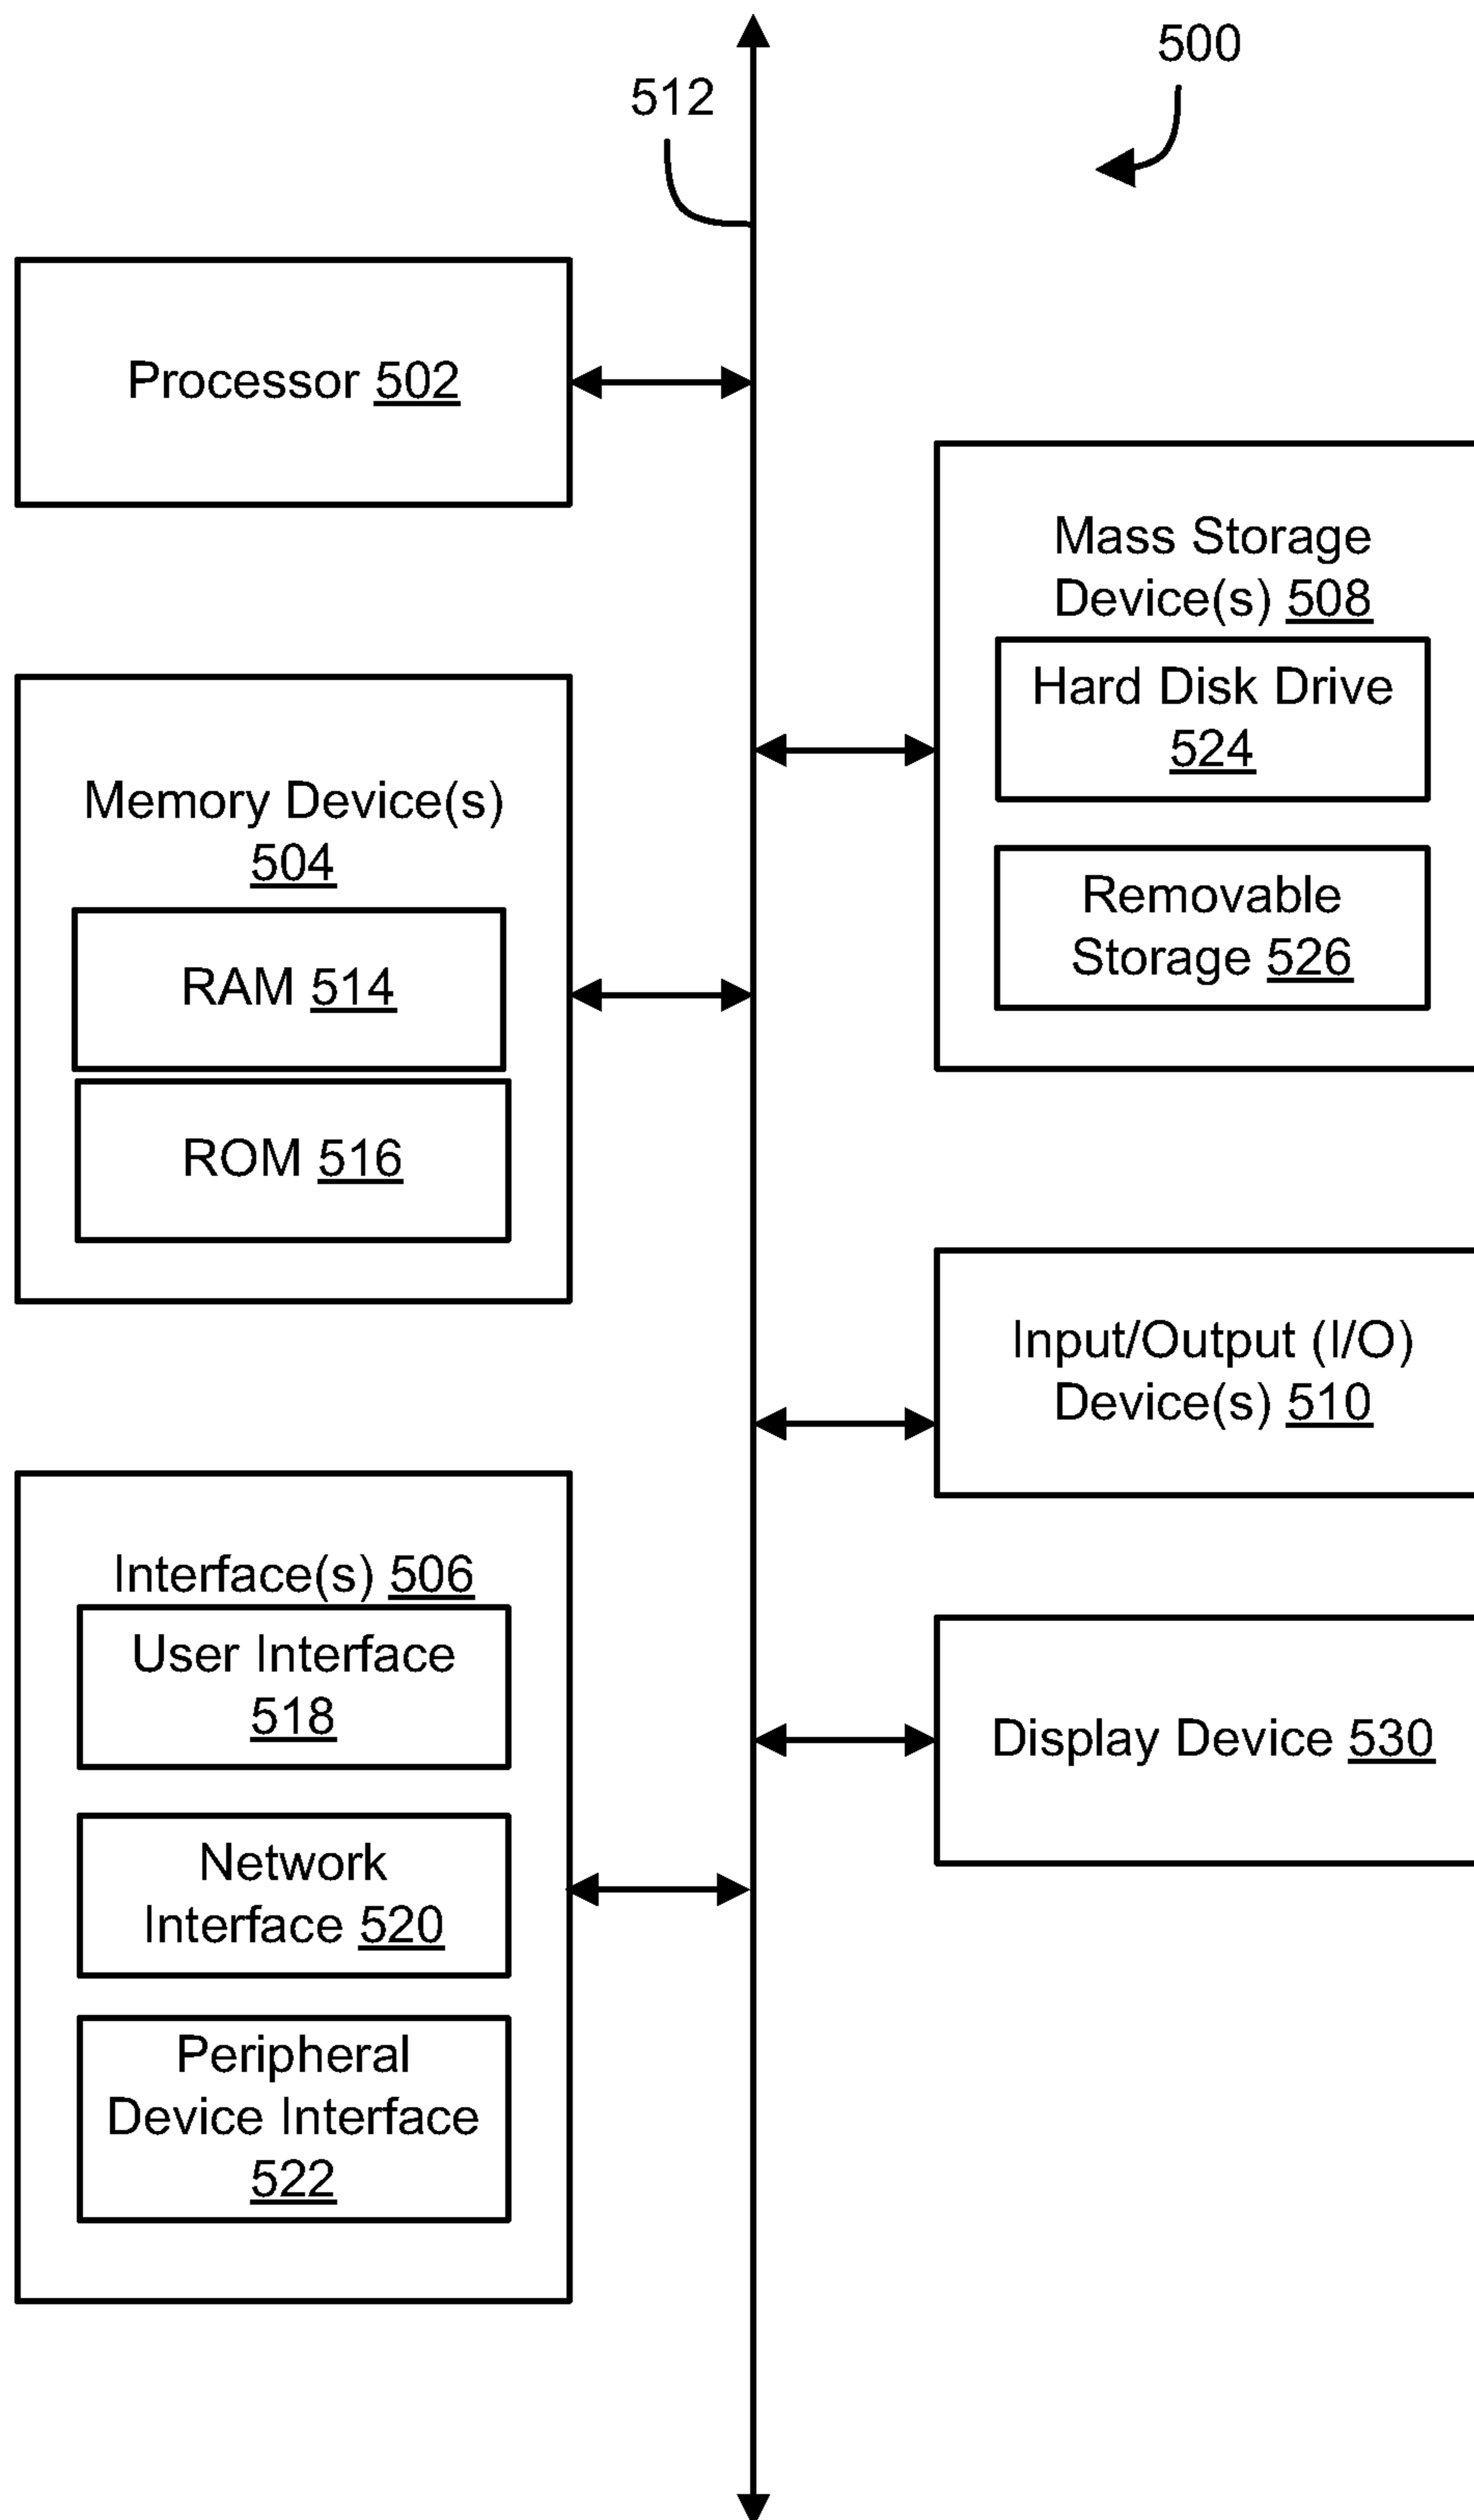 500
512
Processor 502
Mass Storage
Device(s) 508
Hard Disk Drive
524
Removable
Storage 526
Memory Device(s)
504
RAM 514
ROM 516
Input/Output (I/O)
Device(s) 510
Interface(s) 506
User Interface
518
Network
Interface 520
Peripheral
Device Interface
522
Display Device 530